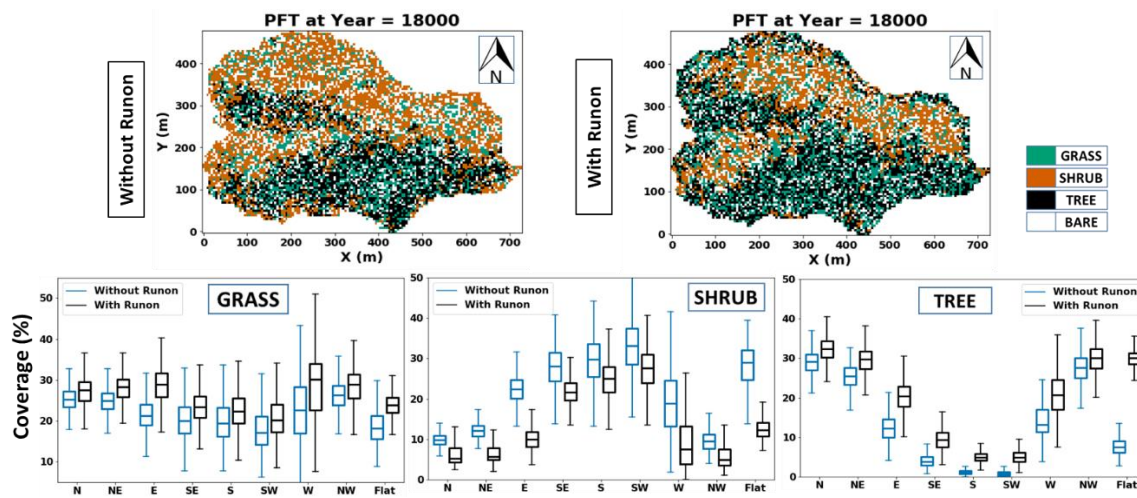 PFT at Year = 18000
PFT at Year = 18000
Without Runon
Y (m)
400
300
200
100
0
N
0 100 200 300 400 500 600 700
X (m)
With Runon
Y (m)
400
300
200
100
0
N
0 100 200 300 400 500 600 700
X (m)
GRASS
SHRUB
TREE
BARE
Coverage (%)
Without Runon
With Runon
GRASS
50
40
30
20
10
N NE E SE S SW W NW Flat
Without Runon
With Runon
SHRUB
50
40
30
20
10
0
N NE E SE S SW W NW Flat
TREE
Without Runon
With Runon
50
40
30
20
10
0
N NE E SE S SW W NW Flat